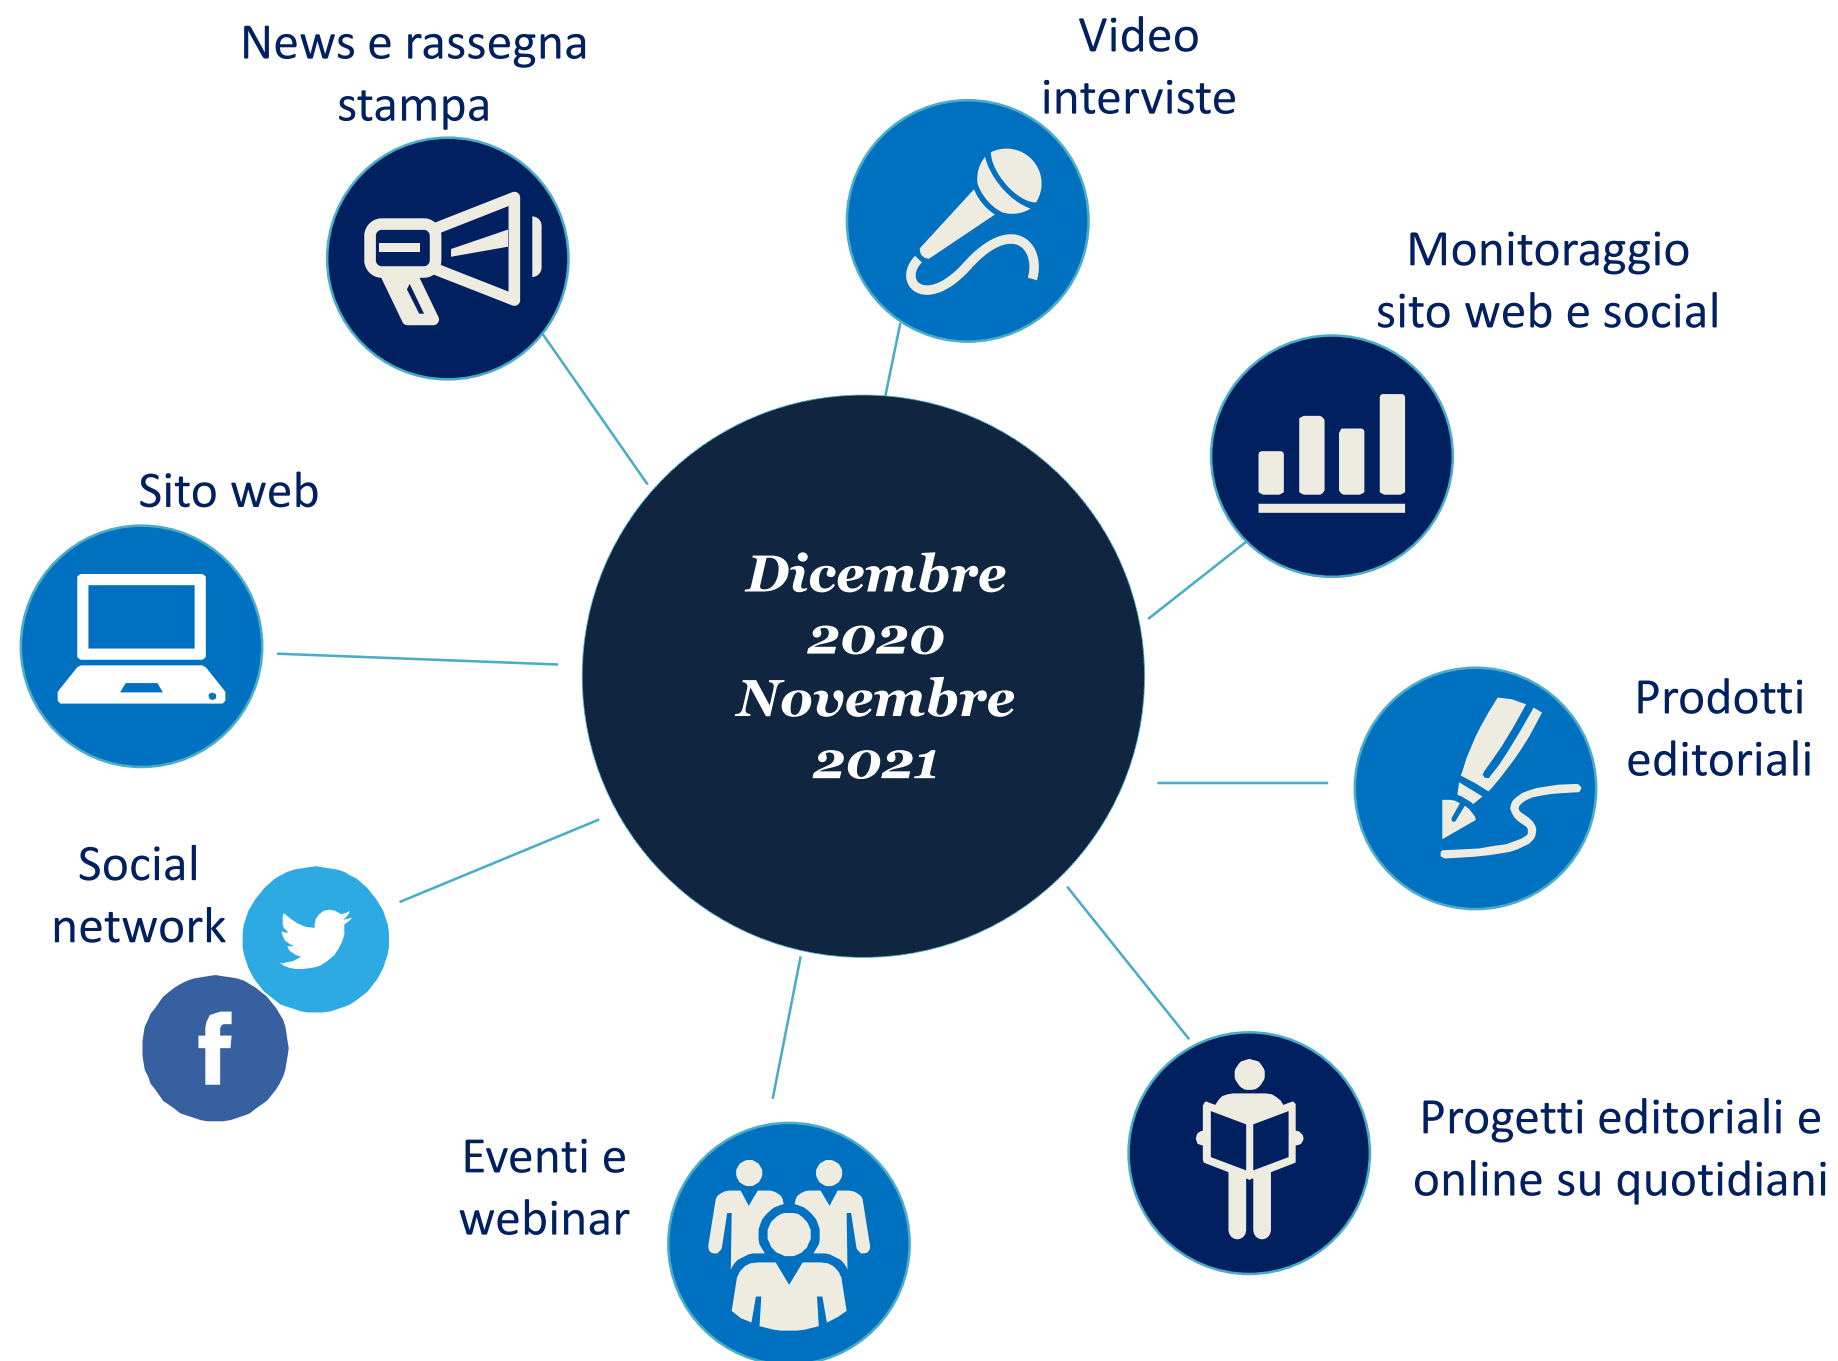 News e rassegna
stampa
Video
interviste
Monitoraggio
sito web e social
Sito web
Dicembre
2020
Novembre
2021
Prodotti
editoriali
Social
network
f
Eventi e
webinar
Progetti editoriali e
online su quotidiani